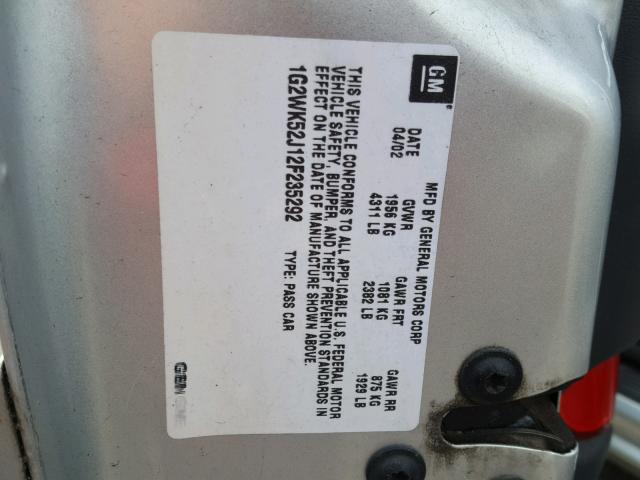 GM
MFD BY GENERAL MOTORS CORP
DATE GVWR GAWR FRT GAWR RR
04/02 1956 KG 1081 KG 875 KG
4311 LB 2382 LB 1929 LB
THIS VEHICLE CONFORMS TO ALL APPLICABLE U.S. FEDERAL MOTOR
VEHICLE SAFETY, BUMPER, AND THEFT PREVENTION STANDARDS IN
EFFECT ON THE DATE OF MANUFACTURE SHOWN ABOVE.
1G2WK52J12F235292 TYPE: PASS CAR